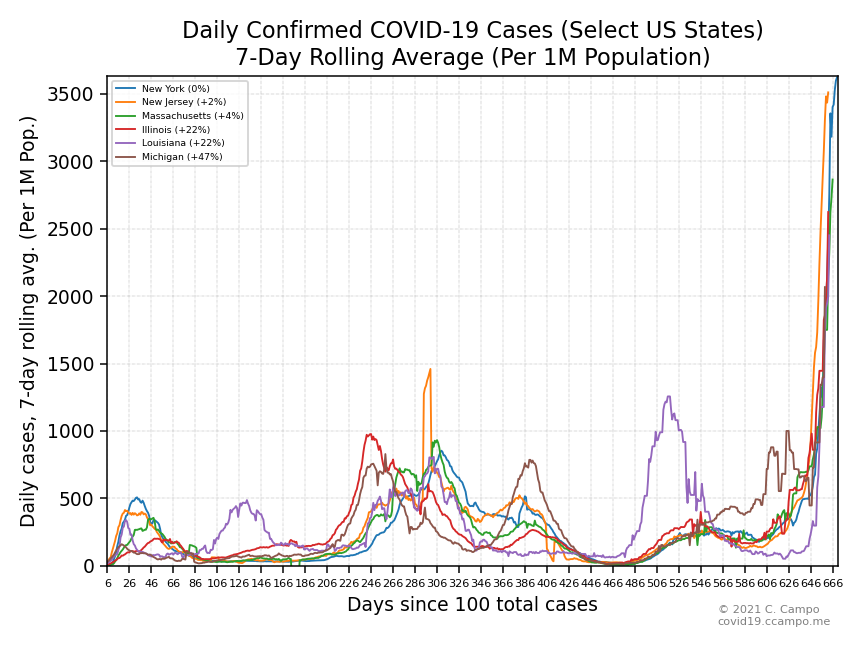 Daily Confirmed COVID-19 Cases (Select US States)
7-Day Rolling Average (Per 1M Population)
Daily cases, 7-day rolling avg. (Per 1M Pop.)
3500
3000
2500
2000
1500
1000
500
0
New York (0%)
New Jersey (+2%)
Massachusetts (+4%)
Illinois (+22%)
Louisiana (+22%)
Michigan (+47%)
6 26 46 66 86 106 126 146 166 186 206 226 246 266 286 306 326 346 366 386 406 426 446 466 486 506 526 546 566 586 606 626 646 666
Days since 100 total cases
© 2021 C. Campo
covid19.ccampo.me